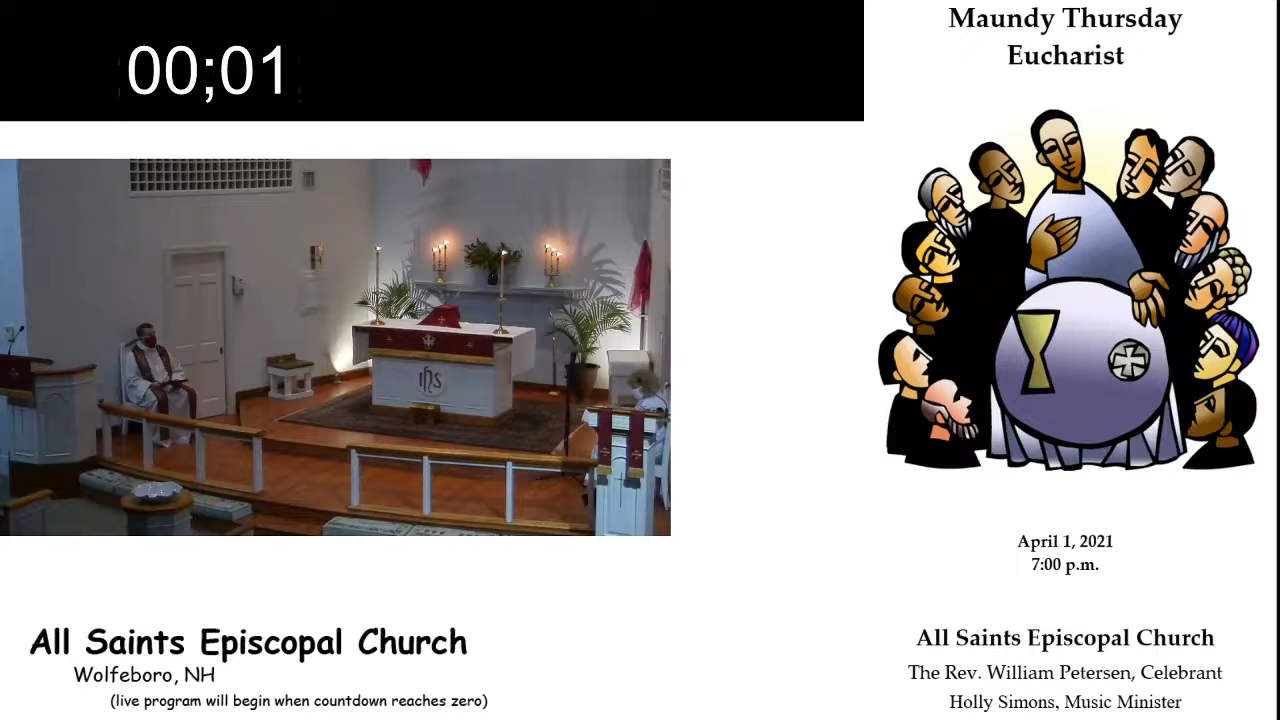 00;01
ihs
All Saints Episcopal Church
Wolfeboro, NH
(live program will begin when countdown reaches zero)
Maundy Thursday
Eucharist
April 1, 2021
7:00 p.m.
All Saints Episcopal Church
The Rev. William Petersen, Celebrant
Holly Simons, Music Minister